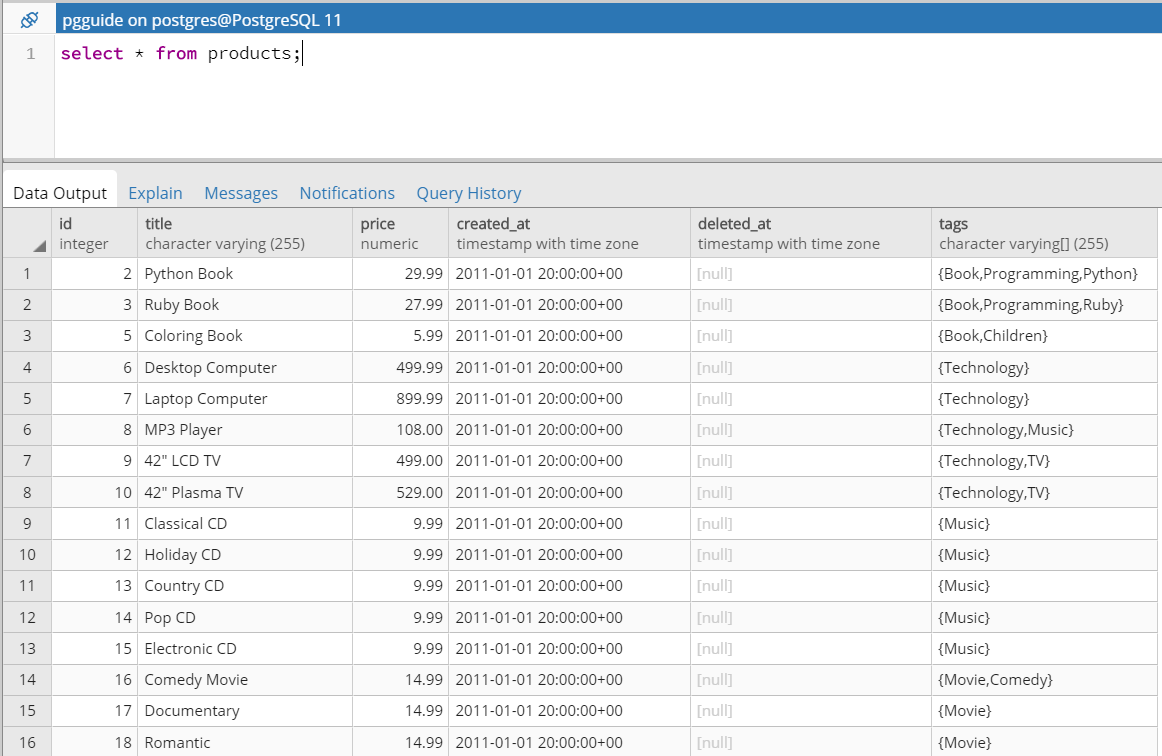 pgguide on postgres@PostgreSQL 11
1 select * from products;
Data Output Explain Messages Notifications Query History
id title price created_at deleted_at tags
integer character varying (255) numeric timestamp with time zone timestamp with time zone character varying[] (255)
1 2 Python Book 29.99 2011-01-01 20:00:00+00 [null] {Book,Programming,Python}
2 3 Ruby Book 27.99 2011-01-01 20:00:00+00 [null] {Book,Programming,Ruby}
3 5 Coloring Book 5.99 2011-01-01 20:00:00+00 [null] {Book,Children}
4 6 Desktop Computer 499.99 2011-01-01 20:00:00+00 [null] {Technology}
5 7 Laptop Computer 899.99 2011-01-01 20:00:00+00 [null] {Technology}
6 8 MP3 Player 108.00 2011-01-01 20:00:00+00 [null] {Technology,Music}
7 9 42" LCD TV 499.00 2011-01-01 20:00:00+00 [null] {Technology,TV}
8 10 42" Plasma TV 529.00 2011-01-01 20:00:00+00 [null] {Technology,TV}
9 11 Classical CD 9.99 2011-01-01 20:00:00+00 [null] {Music}
10 12 Holiday CD 9.99 2011-01-01 20:00:00+00 [null] {Music}
11 13 Country CD 9.99 2011-01-01 20:00:00+00 [null] {Music}
12 14 Pop CD 9.99 2011-01-01 20:00:00+00 [null] {Music}
13 15 Electronic CD 9.99 2011-01-01 20:00:00+00 [null] {Music}
14 16 Comedy Movie 14.99 2011-01-01 20:00:00+00 [null] {Movie,Comedy}
15 17 Documentary 14.99 2011-01-01 20:00:00+00 [null] {Movie}
16 18 Romantic 14.99 2011-01-01 20:00:00+00 [null] {Movie}